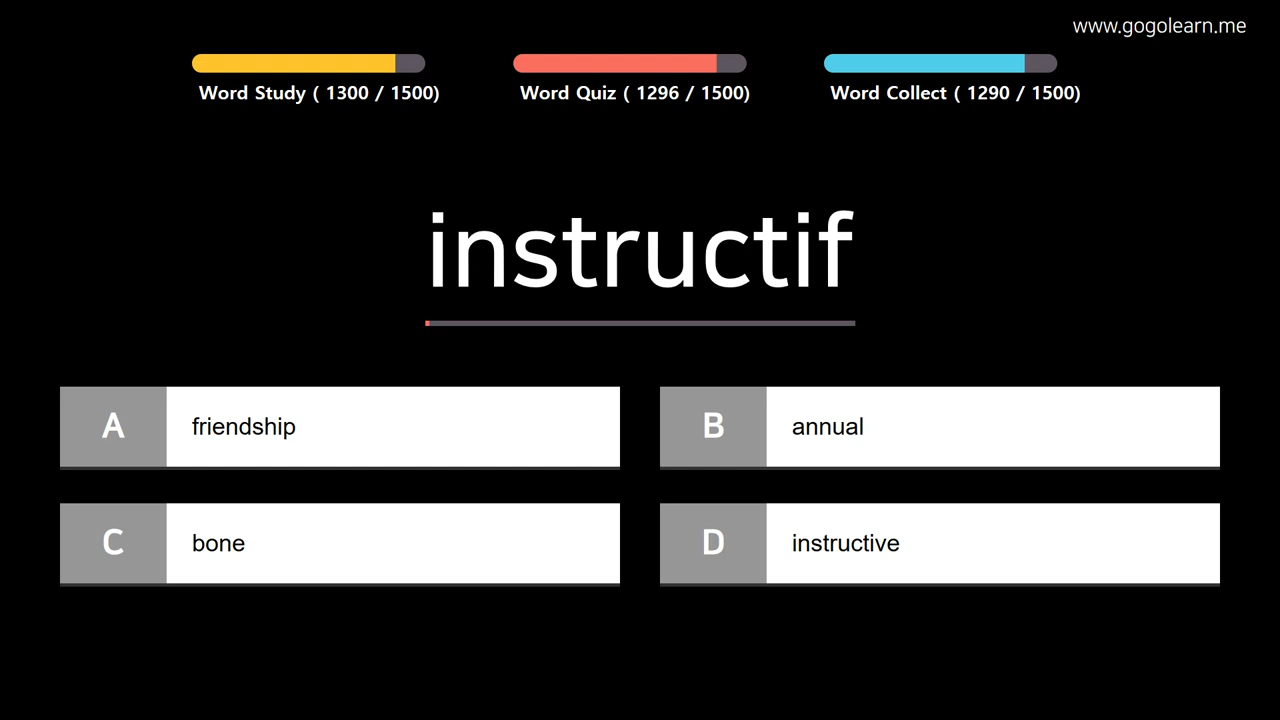 www.gogolearn.me
Word Study ( 1300 / 1500)
Word Quiz ( 1296 / 1500)
Word Collect ( 1290 / 1500)
instructif
A friendship
B annual
C bone
D instructive